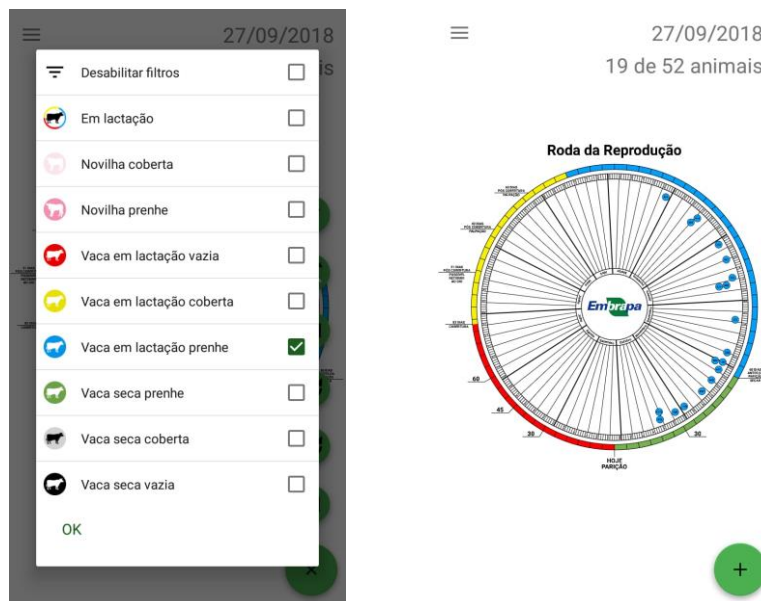 27/09/2018
Desabilitar filtros
is
Em lactação
Novilha coberta
Novilha prenhe
Vaca em lactação vazia
Vaca em lactação coberta
Vaca em lactação prenhe
Vaca seca prenhe
Vaca seca coberta
Vaca seca vazia
OK
27/09/2018
19 de 52 animais
Roda da Reprodução
Embrapa
60
45
30
30
HOJE
PARIÇÃO